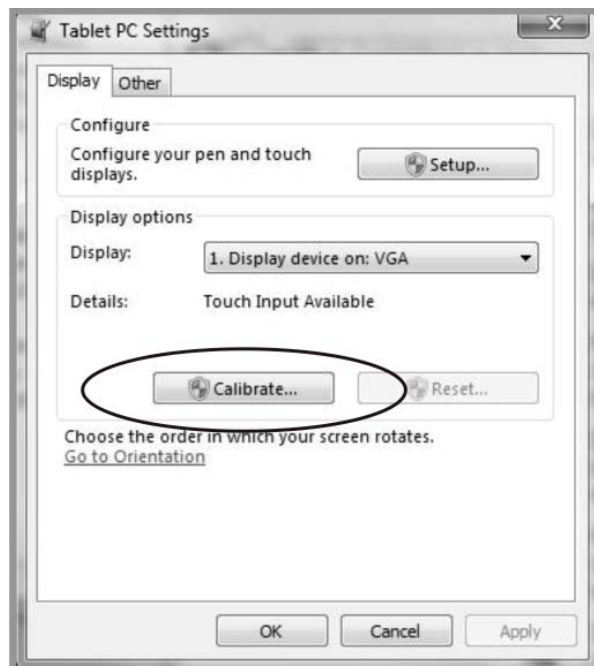 Tablet PC Settings
Display
Other
Configure
Configure your pen and touch
displays.
Setup...
Display options
Display:
1. Display device on: VGA
Details:
Touch Input Available
Calibrate...
Reset...
Choose the order in which your screen rotates.
Go to Orientation
OK
Cancel
Apply